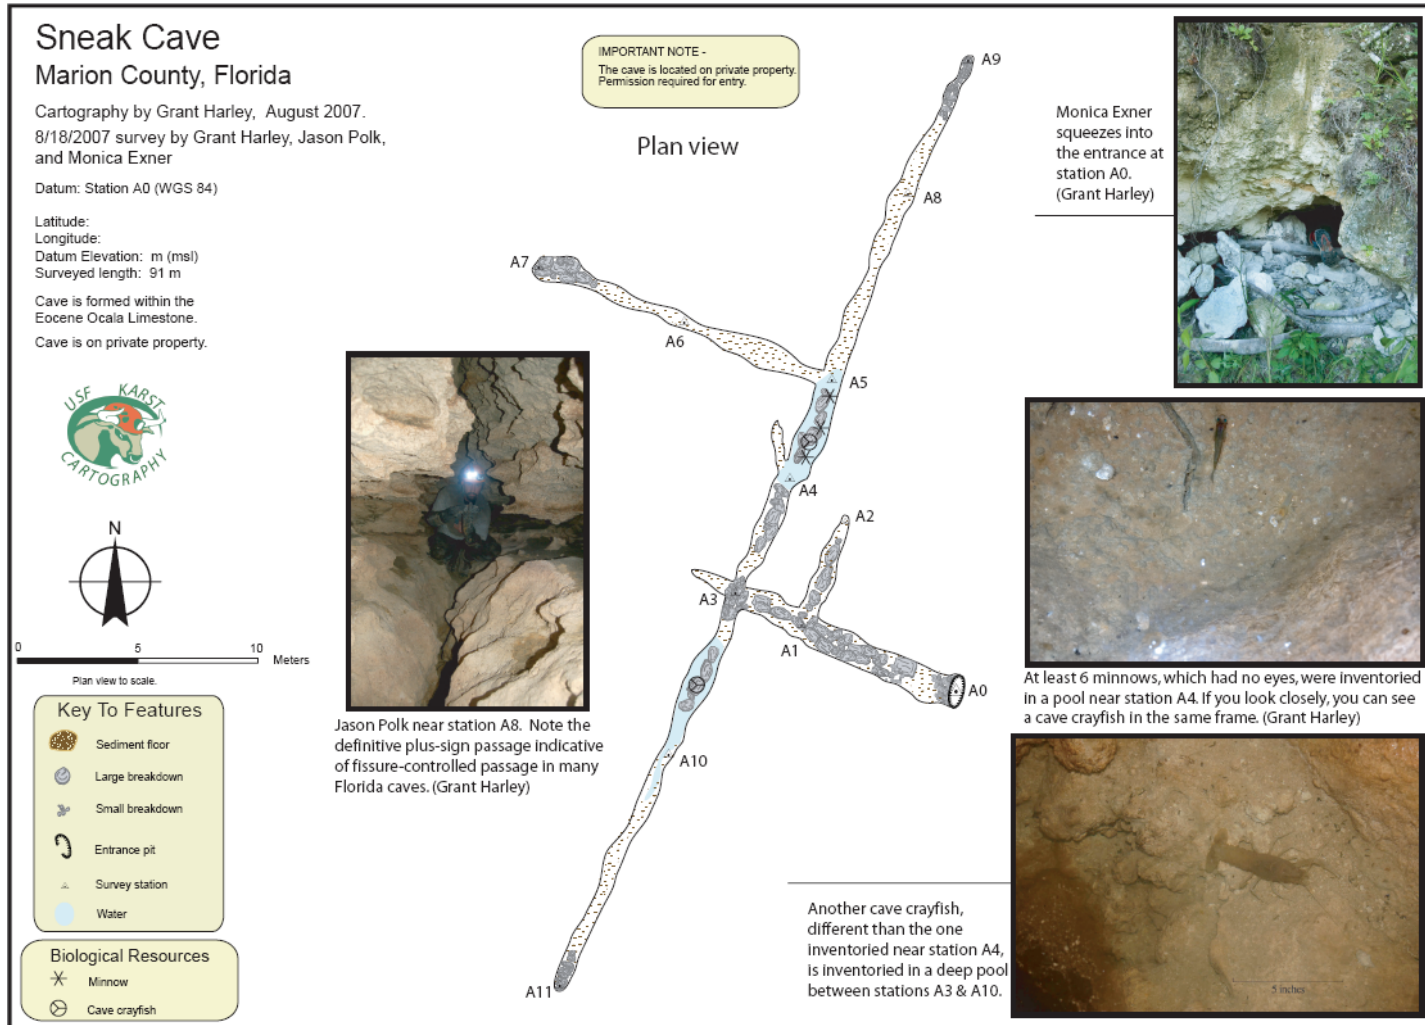 Sneak Cave
Marion County, Florida
Cartography by Grant Harley, August 2007.
8/18/2007 survey by Grant Harley, Jason Polk,
and Monica Exner
Datum: Station A0 (WGS 84)
Latitude:
Longitude:
Datum Elevation: m (msl)
Surveyed length: 91 m
Cave is formed within the
Eocene Ocala Limestone.
Cave is on private property.
USF KARST
CARTOGRAPHY
N
0 5 10 Meters
Plan view to scale.
Key To Features
Sediment floor
Large breakdown
Small breakdown
Entrance pit
Survey station
Water
Biological Resources
Minnow
Cave crayfish
IMPORTANT NOTE -
The cave is located on private property.
Permission required for entry.
Plan view
A9
A8
A7
A6
A5
A4
A2
A3
A1
A0
A10
A11
Jason Polk near station A8. Note the
definitive plus-sign passage indicative
of fissure-controlled passage in many
Florida caves. (Grant Harley)
Monica Exner
squeezes into
the entrance at
station A0.
(Grant Harley)
At least 6 minnows, which had no eyes, were inventoried
in a pool near station A4. If you look closely, you can see
a cave crayfish in the same frame. (Grant Harley)
Another cave crayfish,
different than the one
inventoried near station A4,
is inventoried in a deep pool
between stations A3 & A10.
5 inches